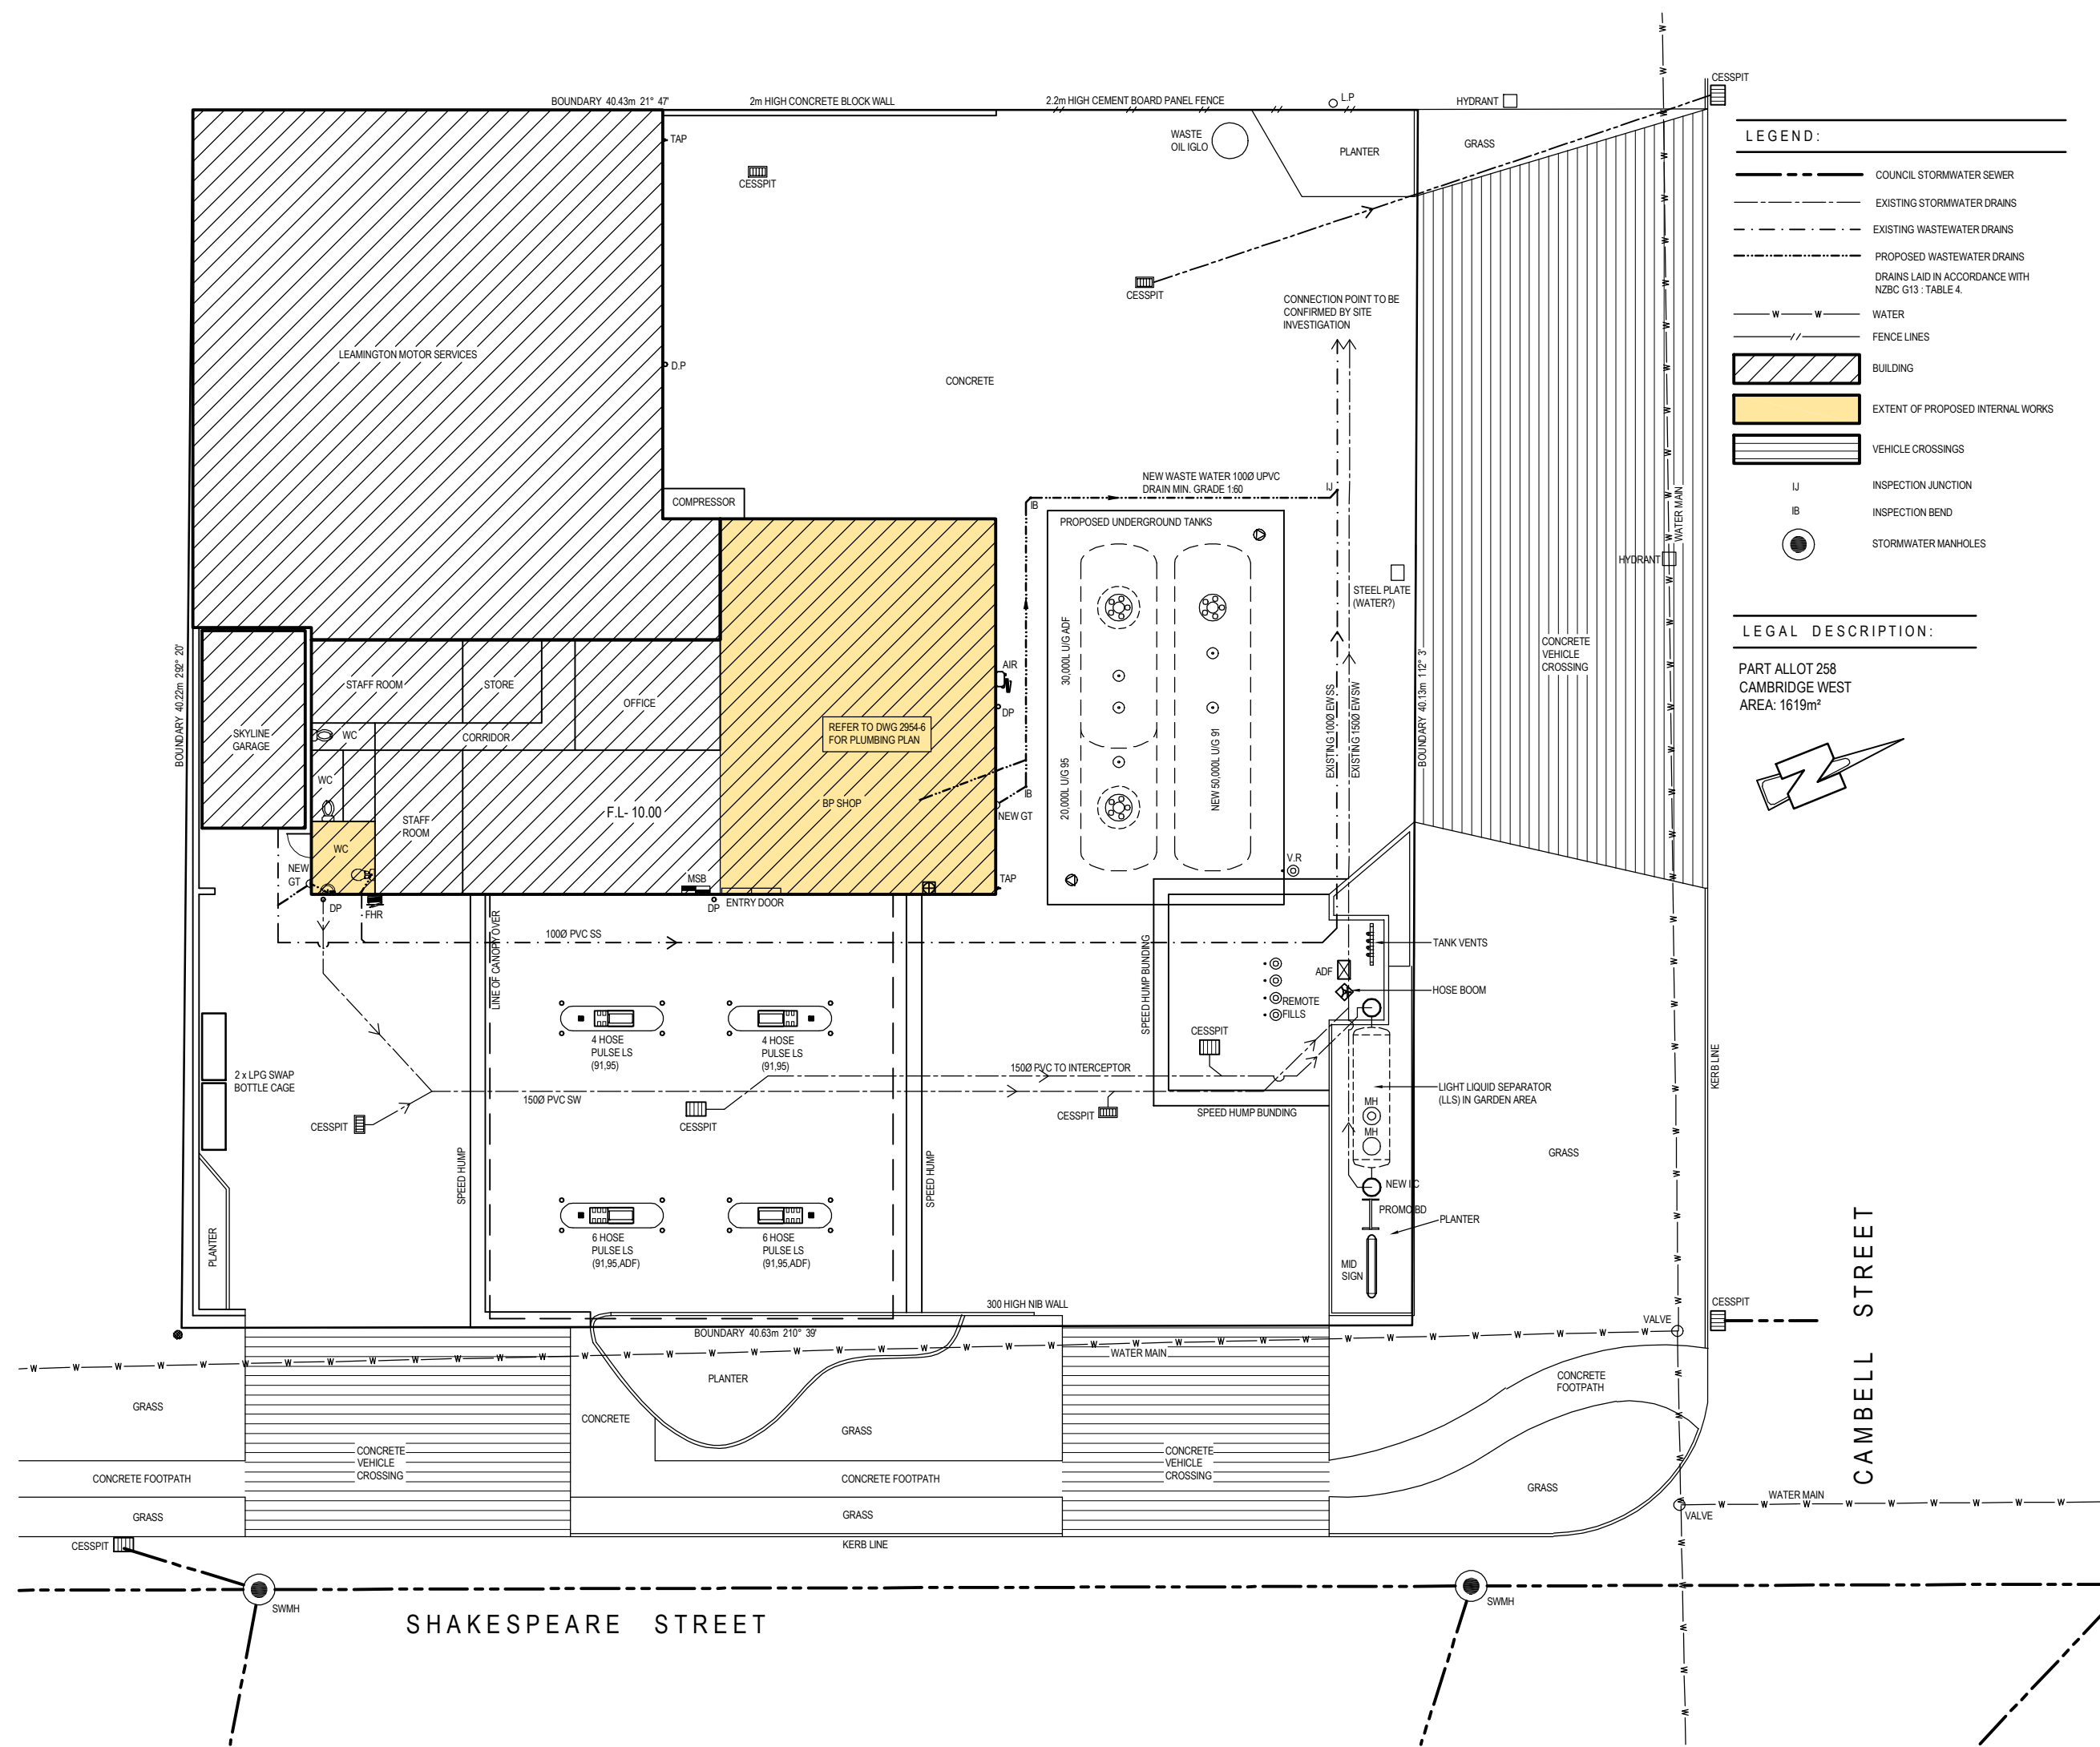 CESSPIT
BOUNDARY 40.43m 21° 47'
2m HIGH CONCRETE BLOCK WALL
2.2m HIGH CEMENT BOARD PANEL FENCE
L.P
HYDRANT
TAP
WASTE
OIL IGLO
PLANTER
GRASS
CESSPIT
LEGEND:
COUNCIL STORMWATER SEWER
EXISTING STORMWATER DRAINS
EXISTING WASTEWATER DRAINS
PROPOSED WASTEWATER DRAINS
DRAINS LAID IN ACCORDANCE WITH
NZBC G13 : TABLE 4.
W W WATER
FENCE LINES
BUILDING
EXTENT OF PROPOSED INTERNAL WORKS
VEHICLE CROSSINGS
IJ INSPECTION JUNCTION
IB INSPECTION BEND
STORMWATER MANHOLES
LEGAL DESCRIPTION:
PART ALLOT 258
CAMBRIDGE WEST
AREA: 1619m²
N
CESSPIT
CONNECTION POINT TO BE
CONFIRMED BY SITE
INVESTIGATION
LEAMINGTON MOTOR SERVICES
D.P
CONCRETE
COMPRESSOR
NEW WASTE WATER 100Ø UPVC
DRAIN MIN. GRADE 1:60
IJ
IB
PROPOSED UNDERGROUND TANKS
WATER MAIN
HYDRANT
STEEL PLATE
(WATER?)
30,000L U/G ADF
20,000L U/G 95
NEW 50,000L U/G 91
EXISTING 100Ø EW SS
EXISTING 150Ø EW SW
BOUNDARY 40.13m 112° 3'
CONCRETE
VEHICLE
CROSSING
BOUNDARY 40.22m 292° 20'
SKYLINE
GARAGE
STAFF ROOM
STORE
OFFICE
WC
CORRIDOR
WC
STAFF
ROOM
WC
F.L- 10.00
REFER TO DWG 2954-6
FOR PLUMBING PLAN
BP SHOP
AIR
DP
IB
NEW GT
TAP
V.R
NEW
GT
DP
FHR
MSB
DP
ENTRY DOOR
100Ø PVC SS
LINE OF CANOPY OVER
SPEED HUMP BUNDING
TANK VENTS
ADF
HOSE BOOM
REMOTE
FILLS
CESSPIT
4 HOSE
PULSE LS
(91,95)
4 HOSE
PULSE LS
(91,95)
2 x LPG SWAP
BOTTLE CAGE
150Ø PVC TO INTERCEPTOR
150Ø PVC SW
CESSPIT
CESSPIT
CESSPIT
SPEED HUMP BUNDING
LIGHT LIQUID SEPARATOR
(LLS) IN GARDEN AREA
MH
MH
KERB LINE
GRASS
SPEED HUMP
SPEED HUMP
NEW I C
PROMO BD
PLANTER
MID
SIGN
PLANTER
6 HOSE
PULSE LS
(91,95,ADF)
6 HOSE
PULSE LS
(91,95,ADF)
300 HIGH NIB WALL
BOUNDARY 40.63m 210° 39'
CESSPIT
VALVE
CAMBELL STREET
WATER MAIN
PLANTER
CONCRETE
FOOTPATH
GRASS
CONCRETE
GRASS
CONCRETE
VEHICLE
CROSSING
CONCRETE
VEHICLE
CROSSING
CONCRETE FOOTPATH
CONCRETE FOOTPATH
GRASS
WATER MAIN
VALVE
GRASS
GRASS
CESSPIT
KERB LINE
SWMH
SWMH
SHAKESPEARE STREET